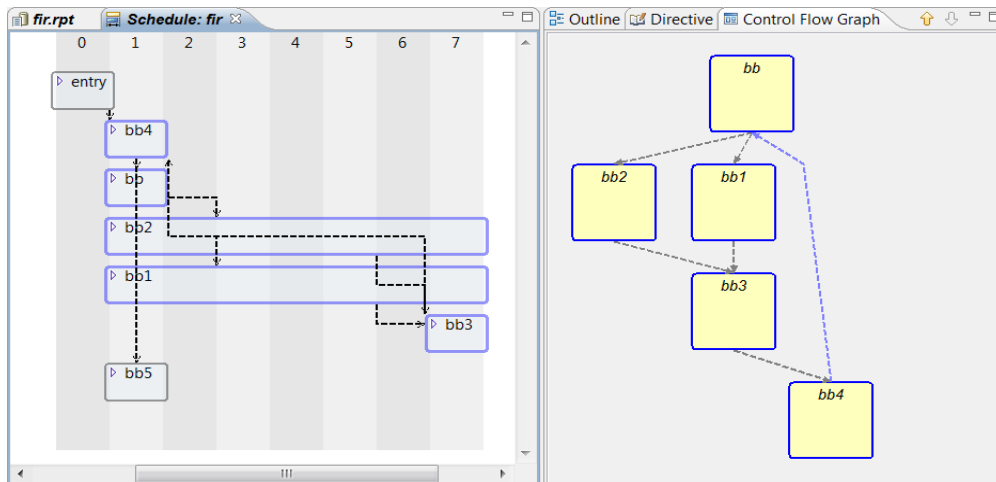 fir.rpt Schedule: fir
0 1 2 3 4 5 6 7
entry
bb4
bb
bb2
bb1
bb3
bb5
Outline Directive Control Flow Graph
bb
bb2 bb1
bb3
bb4